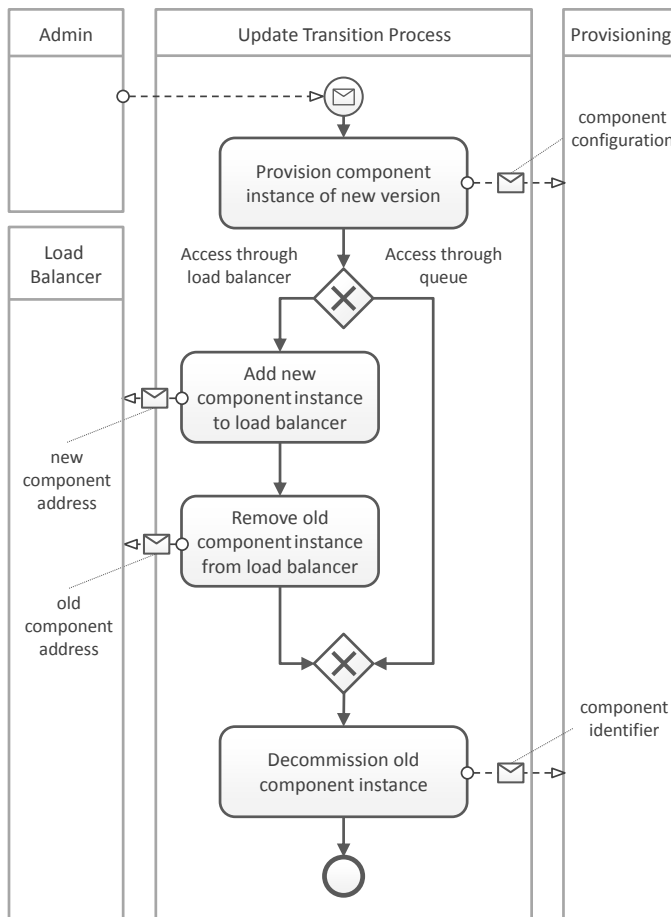 Admin
Update Transition Process
Provisioning
component
configuration
Provision component
instance of new version
Load
Balancer
Access through
load balancer
Access through
queue
Add new
component instance
to load balancer
new
component
address
Remove old
component instance
from load balancer
old
component
address
component
identifier
Decommission old
component instance